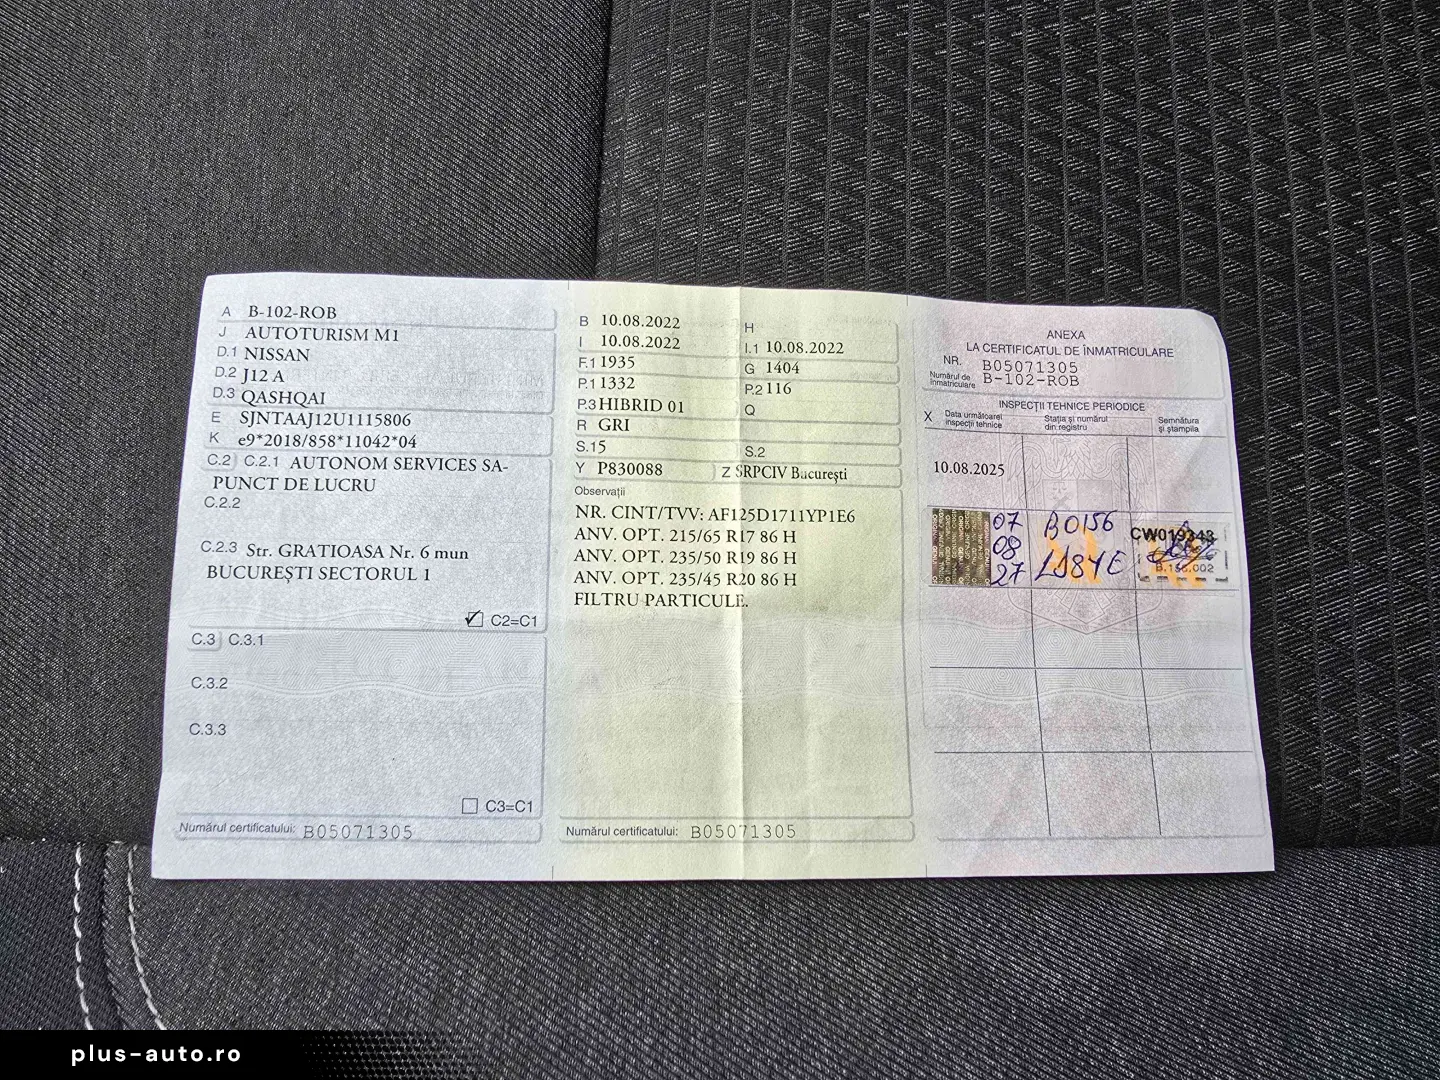 A B-102-ROB
J AUTOTURISM M1
D.1 NISSAN
D.2 J12 A
D.3 QASHQAI
E SJNTAAJ12U1115806
K e9*2018/858*11042*04
C.2 C.2.1 AUTONOM SERVICES SA-
PUNCT DE LUCRU
C.2.2
C.2.3 Str. GRATIOASA Nr. 6 mun
BUCUREȘTI SECTORUL 1
C2=C1
C.3 C.3.1
C.3.2
C.3.3
C3=C1
Numărul certificatului: B05071305
B 10.08.2022 H
I 10.08.2022 I.1 10.08.2022
F.1 1935 G 1404
P.1 1332 P.2 116
P.3 HIBRID 01 Q
R GRI
S.1 5 S.2
Y P830088 Z SRPCIV București
Observații
NR. CINT/TVV: AF125D1711YP1E6
ANV. OPT. 215/65 R17 86 H
ANV. OPT. 235/50 R19 86 H
ANV. OPT. 235/45 R20 86 H
FILTRU PARTICULE.
Numărul certificatului: B05071305
ANEXA
LA CERTIFICATUL DE ÎNMATRICULARE
NR. B05071305
Numărul de înmatriculare B-102-ROB
INSPECȚII TEHNICE PERIODICE
X Data următoarei inspecții tehnice Stația și numărul din registru Semnătura și ștampila
10.08.2025
07 B0156 CW019343
08
27
B.156.002
plus-auto.ro